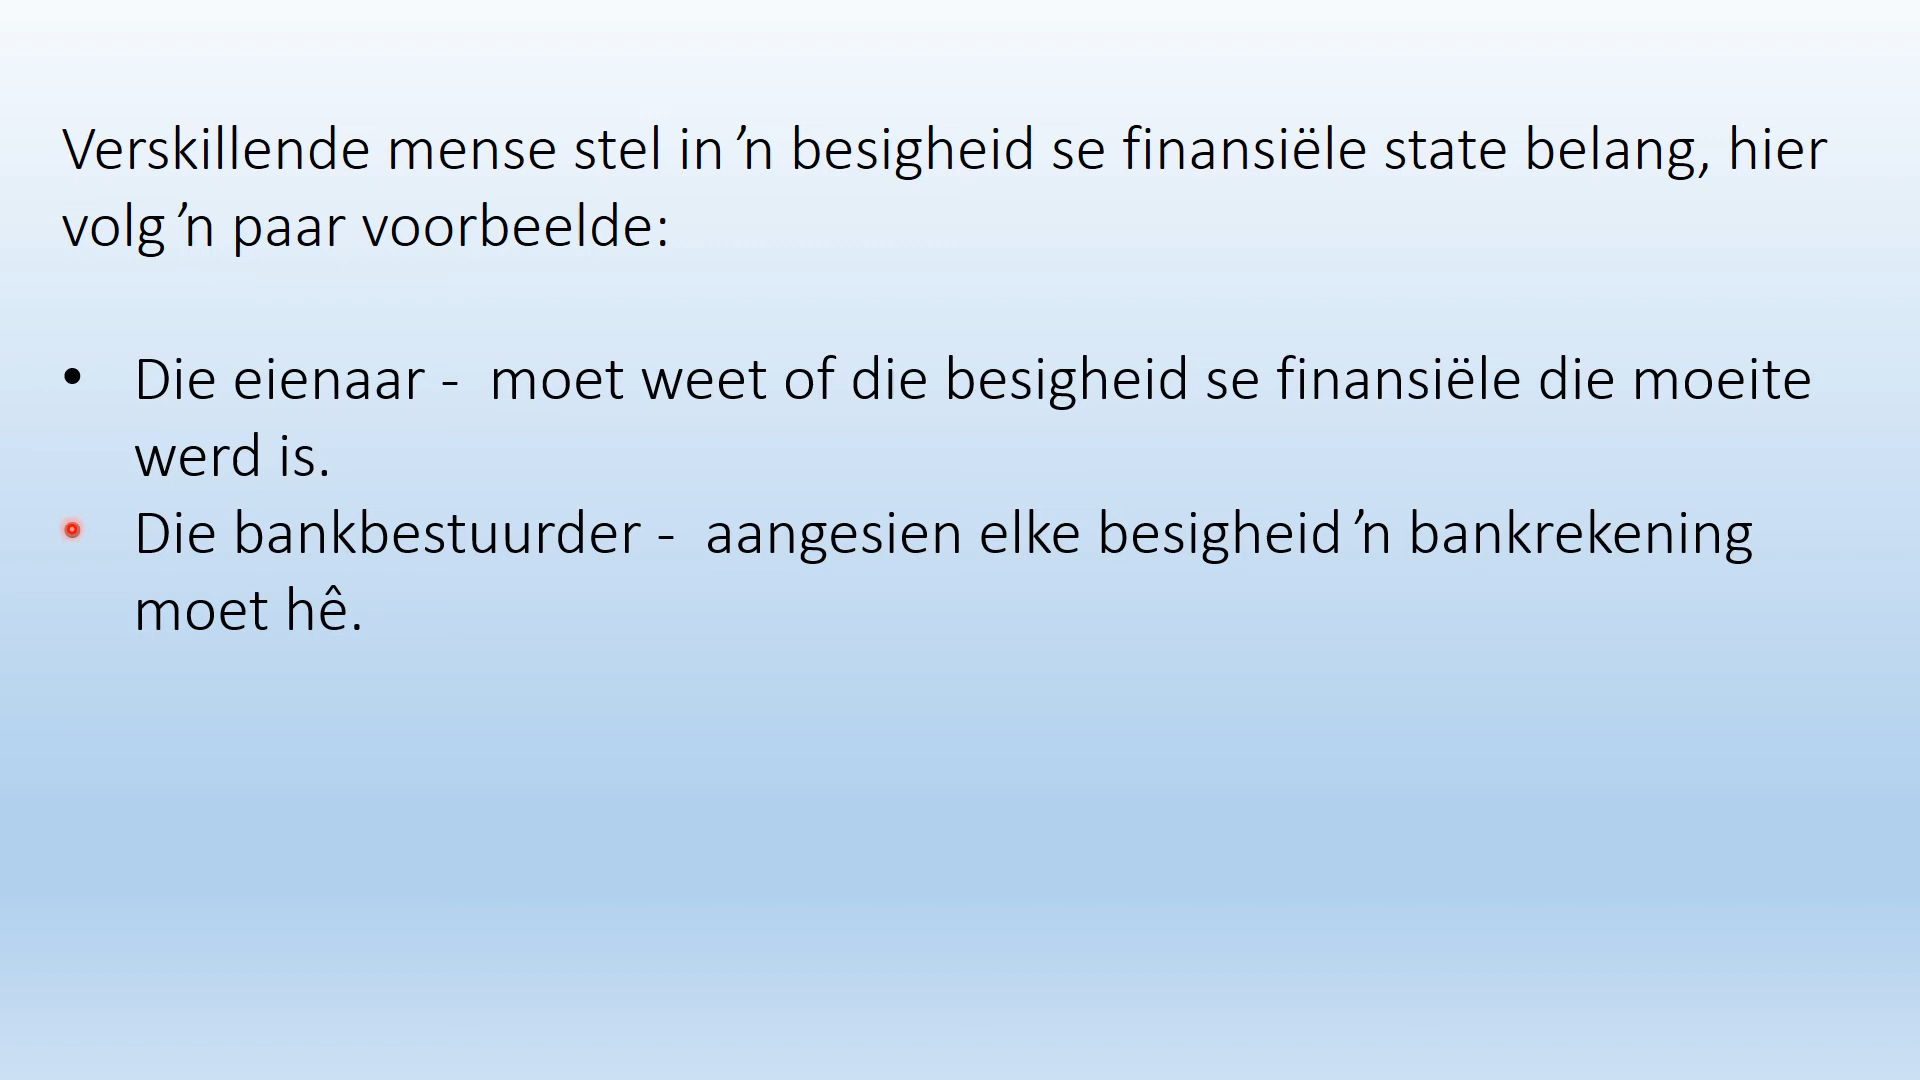 Verskillende mense stel in ’n besigheid se finansiële state belang, hier
volg ’n paar voorbeelde:
• Die eienaar -  moet weet of die besigheid se finansiële die moeite
werd is.
• Die bankbestuurder -  aangesien elke besigheid ’n bankrekening
moet hê.